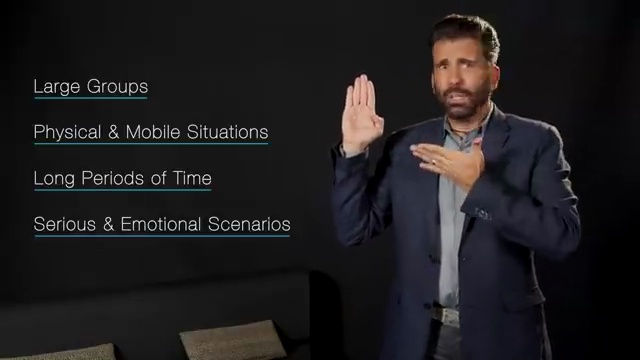 Large Groups
Physical & Mobile Situations
Long Periods of Time
Serious & Emotional Scenarios